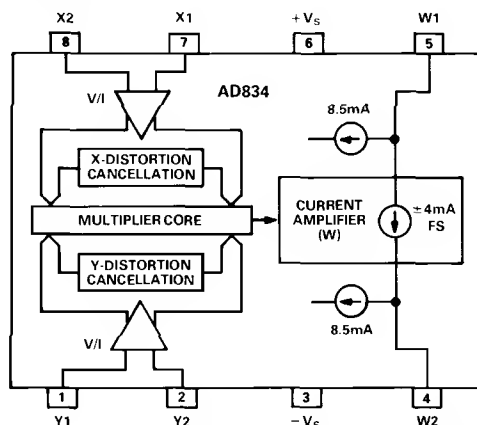 X2 X1 + VS W1
8 7 6 5
AD834
V/I
8.5mA
X-DISTORTION
CANCELLATION
MULTIPLIER CORE
CURRENT
AMPLIFIER
(W)
±4mA
FS
Y-DISTORTION
CANCELLATION
8.5mA
V/I
1 2 3 4
Y1 Y2 − VS W2